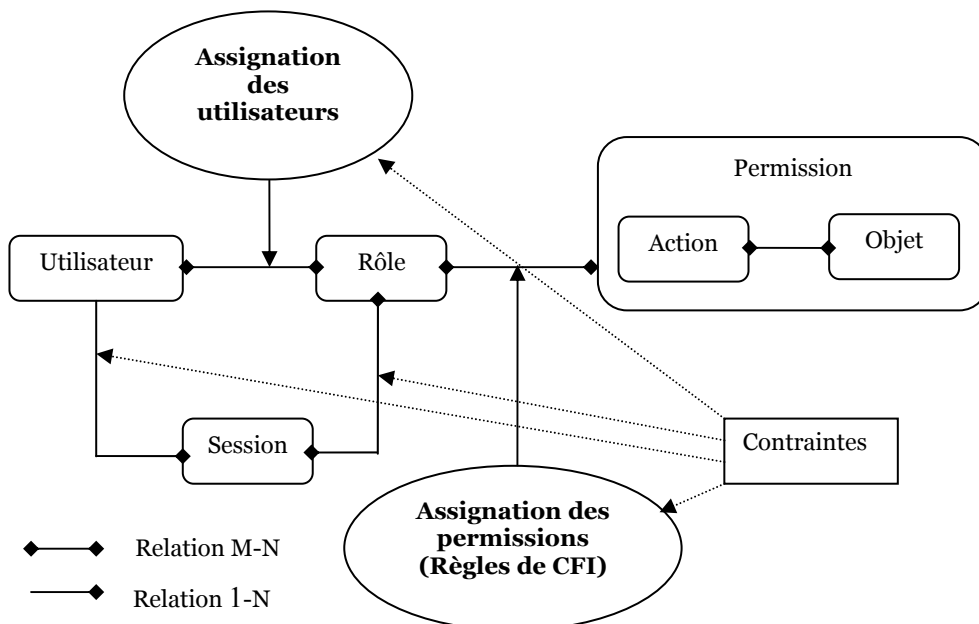 Assignation
des
utilisateurs
Permission
Action
Objet
Utilisateur
Rôle
Session
Contraintes
Assignation des
permissions
(Règles de CFI)
Relation M-N
Relation 1-N